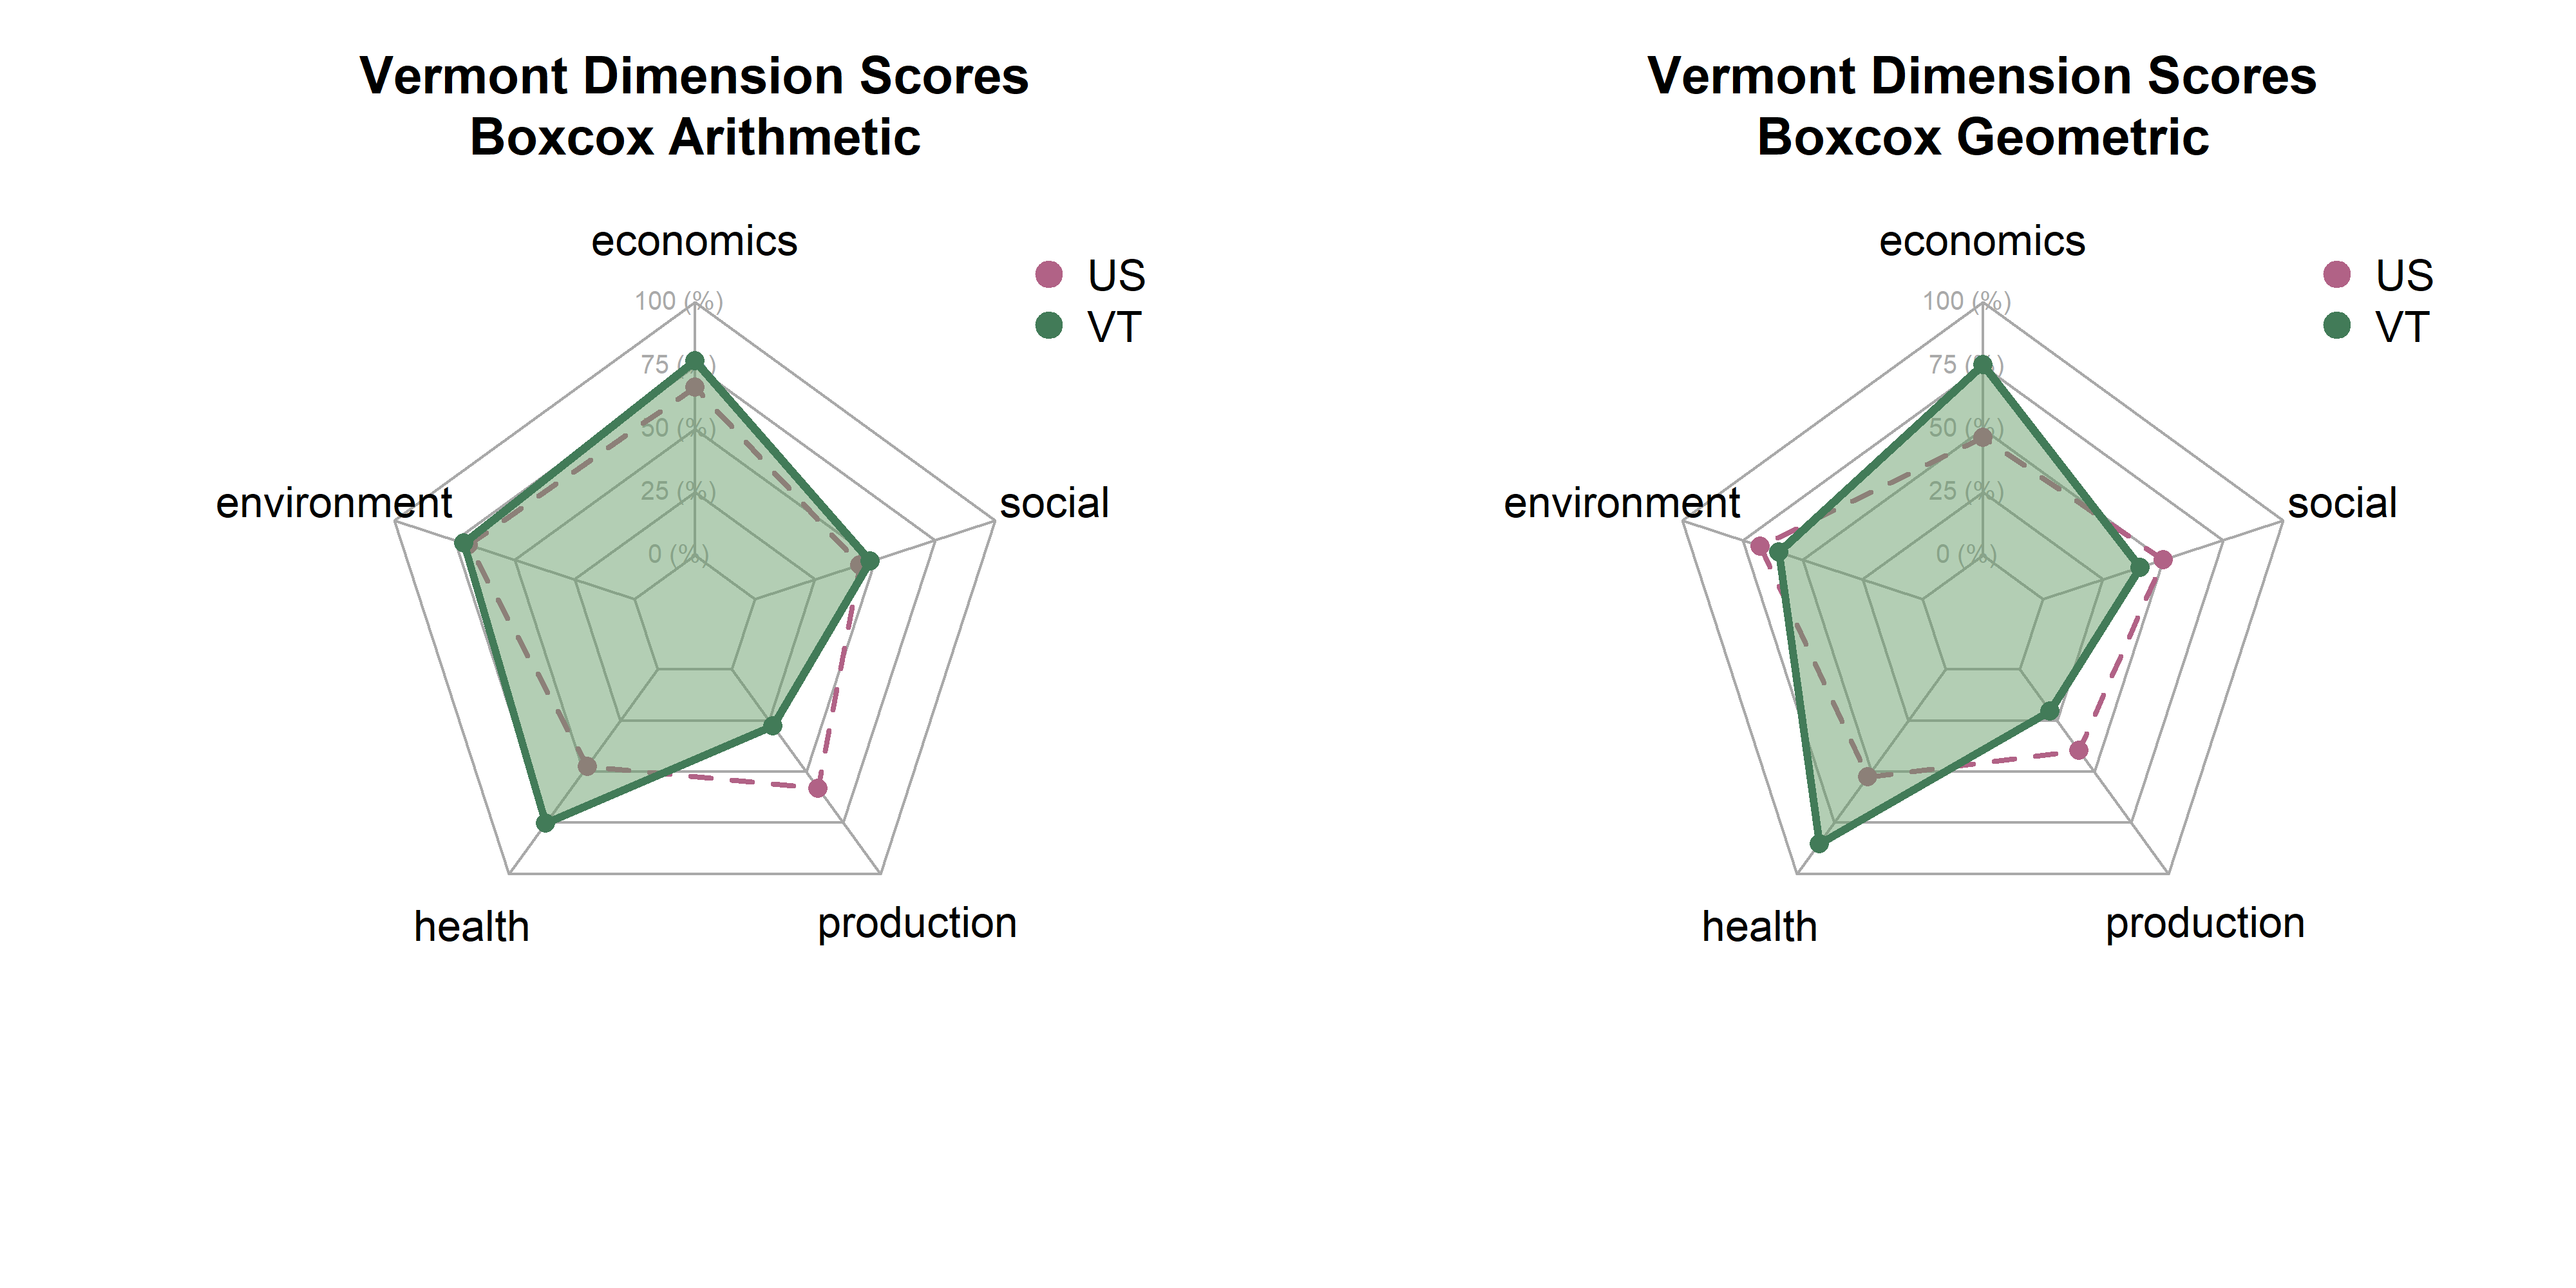 Vermont Dimension Scores
Boxcox Arithmetic
economics
US
VT
100 (%)
75 (%)
50 (%)
25 (%)
0 (%)
environment
social
health
production
Vermont Dimension Scores
Boxcox Geometric
economics
US
VT
100 (%)
75 (%)
50 (%)
25 (%)
0 (%)
environment
social
health
production